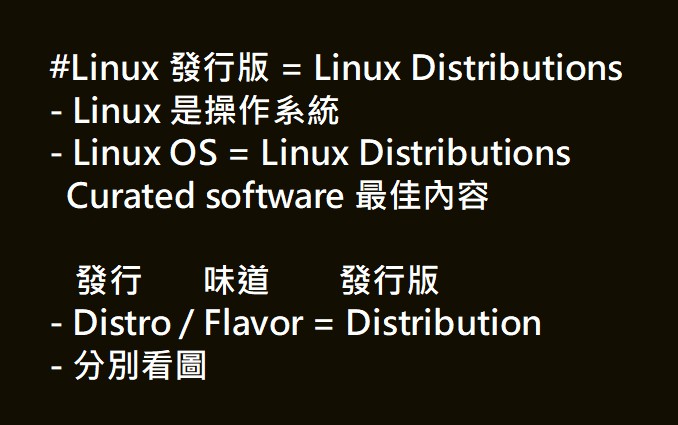 #Linux 發行版 = Linux Distributions
- Linux 是操作系統
- Linux OS = Linux Distributions
Curated software 最佳內容
發行 味道 發行版
- Distro / Flavor = Distribution
- 分別看圖